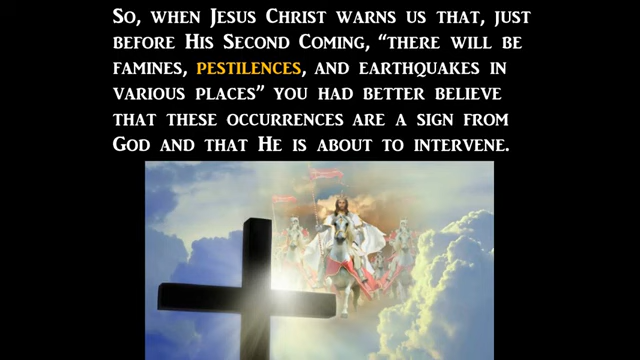 So, when Jesus Christ warns us that, just
before His Second Coming, “there will be
famines, pestilences, and earthquakes in
various places” you had better believe
that these occurrences are a sign from
God and that He is about to intervene.